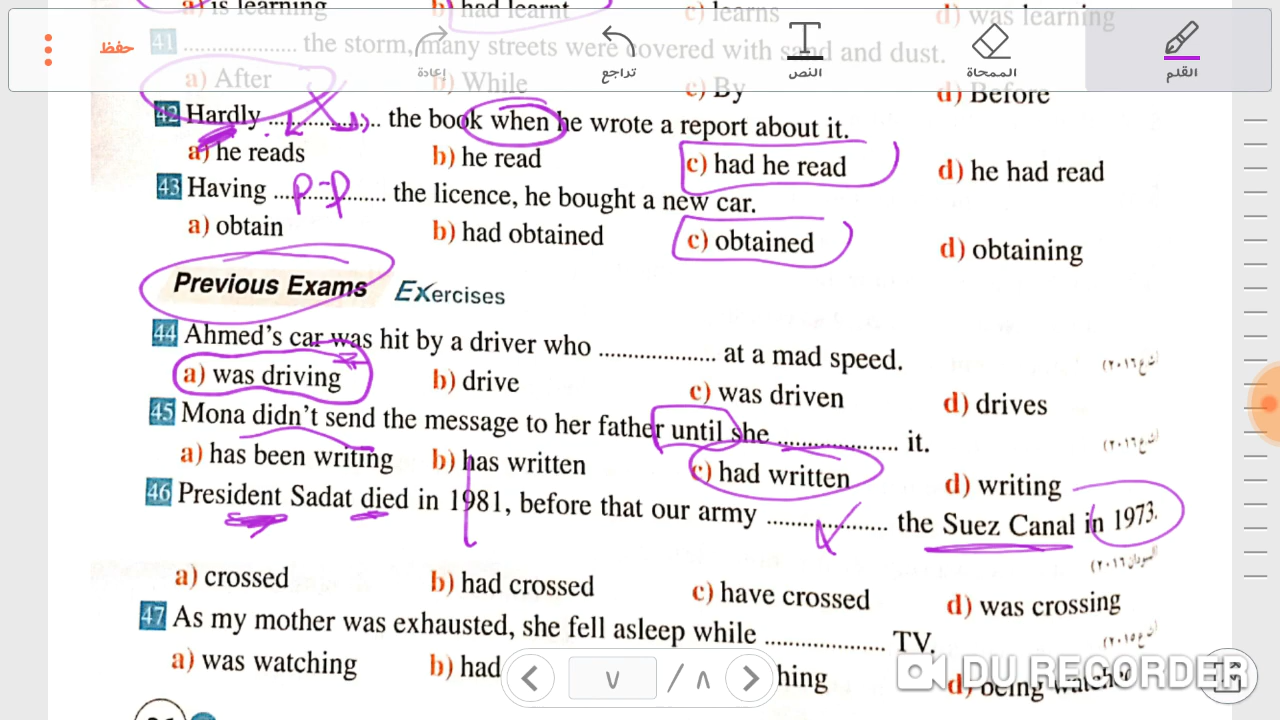 a) is learning b) had learnt c) learns d) was learning
41 .................. the storm, many streets were covered with sand and dust.
حفظ إعادة تراجع النص الممحاة القلم
a) After b) While c) By d) Before
42 Hardly .................. the book when he wrote a report about it.
a) he reads b) he read c) had he read d) he had read
43 Having .................. the licence, he bought a new car.
P.P
a) obtain b) had obtained c) obtained d) obtaining
Previous Exams Exercises
44 Ahmed's car was hit by a driver who .................. at a mad speed.
a) was driving b) drive c) was driven d) drives
45 Mona didn't send the message to her father until she .................. it.
a) has been writing b) has written c) had written d) writing
46 President Sadat died in 1981, before that our army .................. the Suez Canal in 1973.
(السودان ٢٠١٦)
a) crossed b) had crossed c) have crossed d) was crossing
47 As my mother was exhausted, she fell asleep while .................. TV.
a) was watching b) had hing d) being watched
٧ / ٨
DU RECORDER